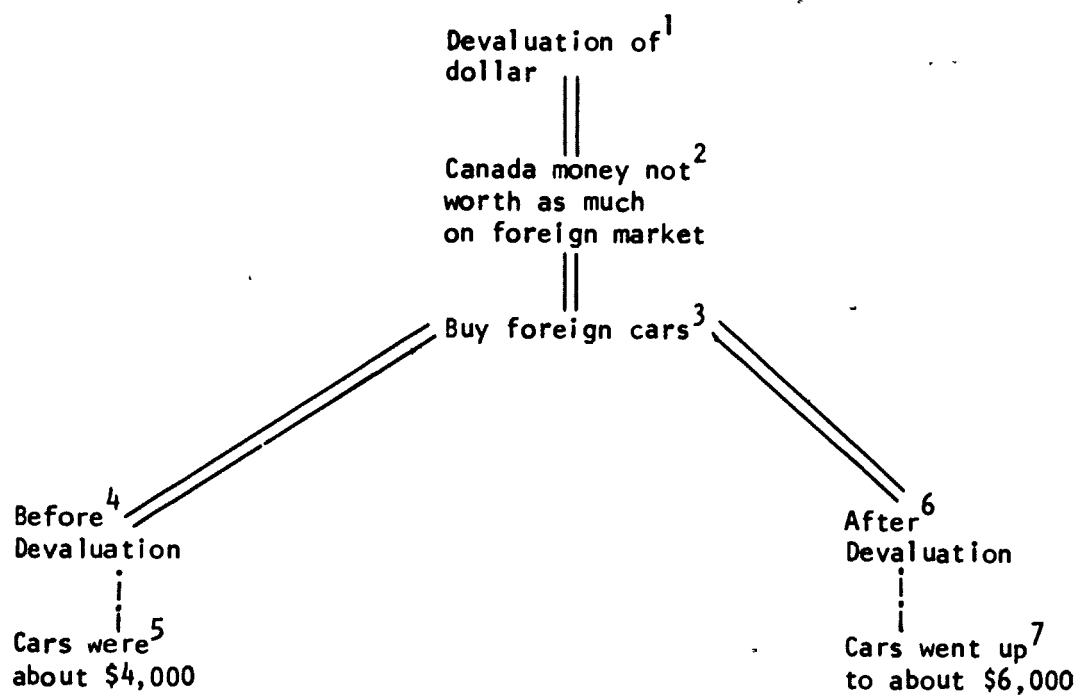 Devaluation of1
dollar
Canada money not2
worth as much
on foreign market
Buy foreign cars3
Before4
Devaluation
Cars were5
about $4,000
After6
Devaluation
Cars went up7
to about $6,000